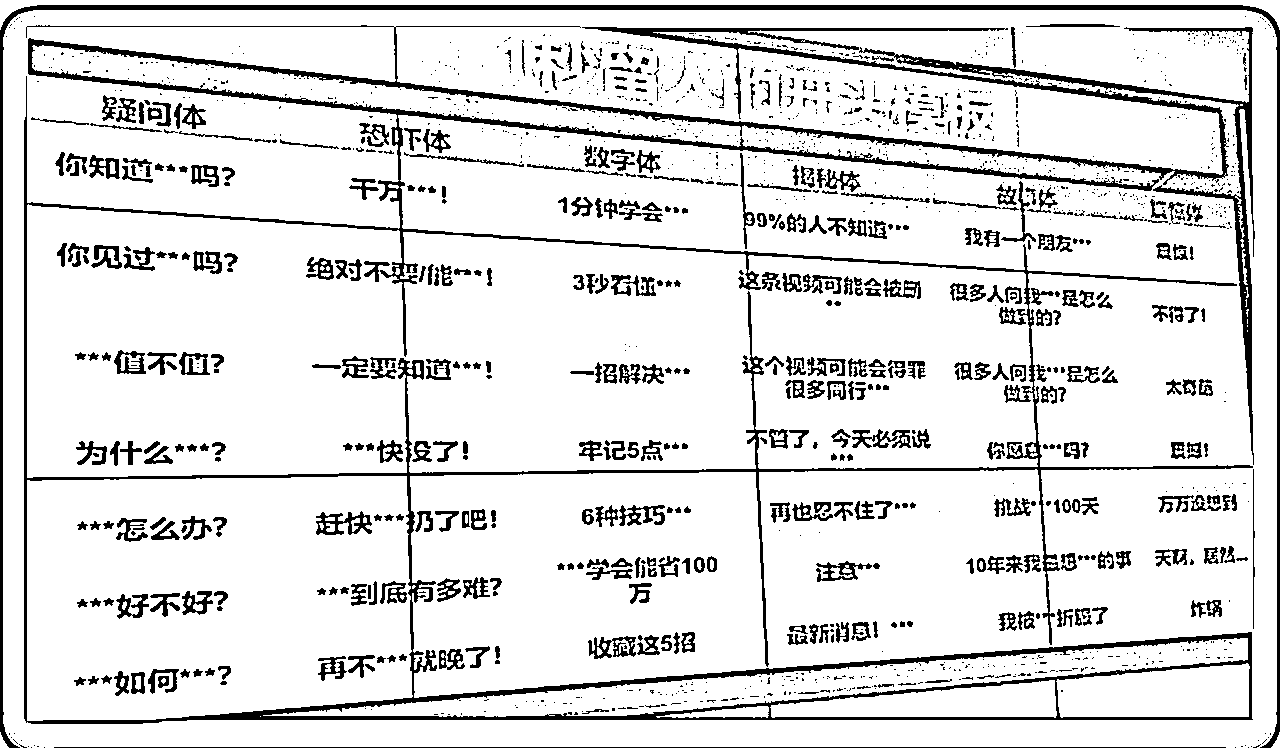 秒留人的开头模板
疑问体 恐吓体 数字体 揭秘体 故事体
你知道***吗? 千万***! 1分钟学会*** 99%的人不知道*** 我有一个朋友***
你见过***吗? 绝对不要/能***! 3秒看懂*** 这条视频可能会被删** 很多人问我***是怎么做到的? 不得了!
***值不值? 一定要知道***! 一招解决*** 这个视频可能会得罪很多同行*** 很多人问我***是怎么做到的?
为什么***? ***快没了! 牢记5点*** 不管了，今天必须说*** 你愿意***吗?
***怎么办? 赶快***扔了吧! 6种技巧*** 再也忍不住了*** 挑战***100天 万万没想到
***好不好? ***到底有多难? ***学会能省100万 注意*** 10年来我最想***的事 天呀，居然...
***如何***? 再不***就晚了! 收藏这5招 最新消息! *** 我被***折服了 炸锅